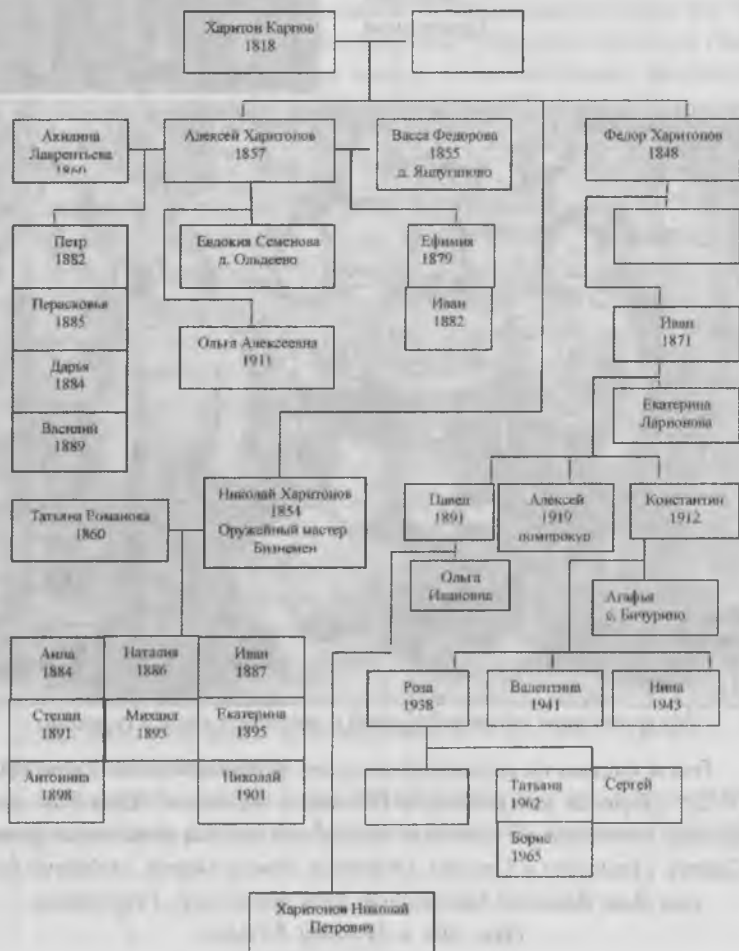 Харитон Карпов
1818
Акилина
Лаврентьева
1860
Алексей Харитонов
1857
Васса Федорова
1855
д. Яндуганово
Федор Харитонов
1848
Петр
1882
Перасковья
1885
Дарья
1884
Василий
1889
Евдокия Семенова
д. Ольдеево
Ольга Алексеевна
1911
Ефимия
1879
Иван
1882
Иван
1871
Екатерина
Ларионова
Татьяна Романова
1860
Николай Харитонов
1854
Оружейный мастер
Бизнемен
Павел
1891
Алексей
1919
помпрокур
Константин
1912
Ольга
Ивановна
Агафья
с. Бичурино
Анна
1884
Наталия
1886
Иван
1887
Степан
1891
Михаил
1893
Екатерина
1895
Антонина
1898
Николай
1901
Роза
1938
Валентина
1941
Нина
1943
Татьяна
1962
Сергей
Борис
1965
Харитонов Николай
Петрович